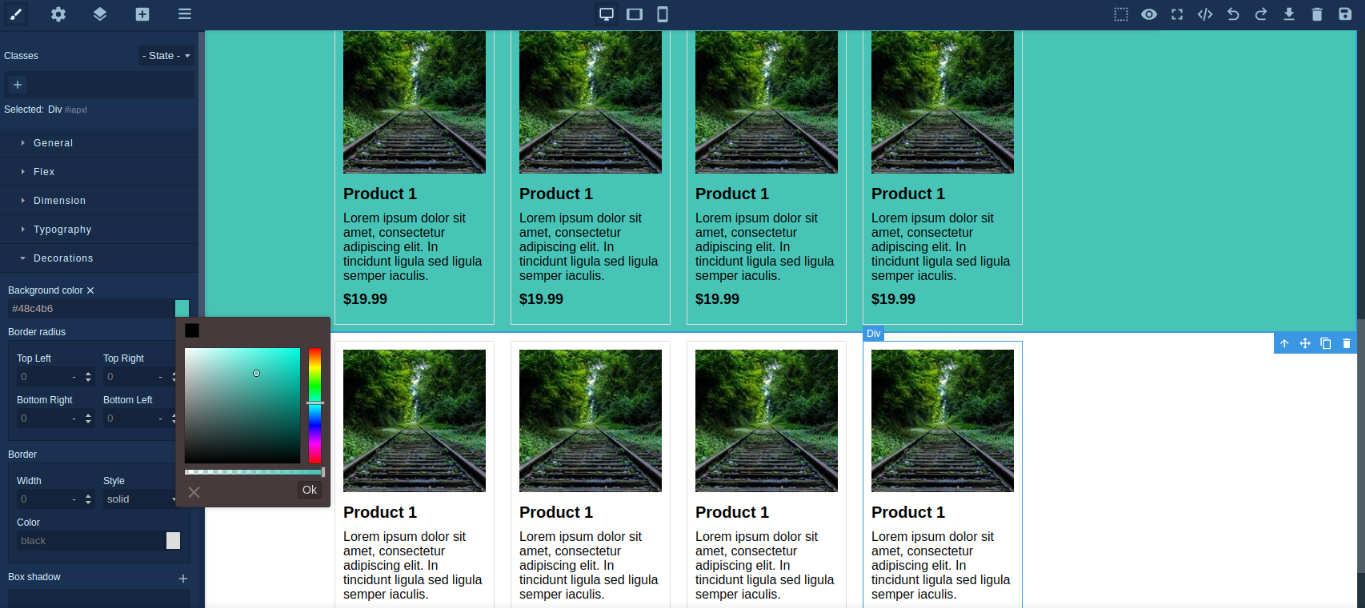 Classes
- State -
+
Selected: Div #iapxl
General
Flex
Dimension
Typography
Decorations
Background color
#48c4b6
Border radius
Top Left Top Right
0 - 0 -
Bottom Right Bottom Left
0 - 0 -
Border
Width Style
0 - solid
Color
black
Box shadow
Ok
Product 1
Lorem ipsum dolor sit
amet, consectetur
adipiscing elit. In
tincidunt ligula sed ligula
semper iaculis.
$19.99
Product 1
Lorem ipsum dolor sit
amet, consectetur
adipiscing elit. In
tincidunt ligula sed ligula
semper iaculis.
$19.99
Product 1
Lorem ipsum dolor sit
amet, consectetur
adipiscing elit. In
tincidunt ligula sed ligula
semper iaculis.
$19.99
Product 1
Lorem ipsum dolor sit
amet, consectetur
adipiscing elit. In
tincidunt ligula sed ligula
semper iaculis.
$19.99
Div
Product 1
Lorem ipsum dolor sit
amet, consectetur
adipiscing elit. In
tincidunt ligula sed ligula
semper iaculis.
Product 1
Lorem ipsum dolor sit
amet, consectetur
adipiscing elit. In
tincidunt ligula sed ligula
semper iaculis.
Product 1
Lorem ipsum dolor sit
amet, consectetur
adipiscing elit. In
tincidunt ligula sed ligula
semper iaculis.
Product 1
Lorem ipsum dolor sit
amet, consectetur
adipiscing elit. In
tincidunt ligula sed ligula
semper iaculis.